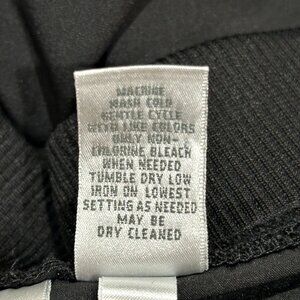 MACHINE
WASH COLD
GENTLE CYCLE
WITH LIKE COLORS
ONLY NON-
CHLORINE BLEACH
WHEN NEEDED
TUMBLE DRY LOW
IRON ON LOWEST
SETTING AS NEEDED
MAY BE
DRY CLEANED